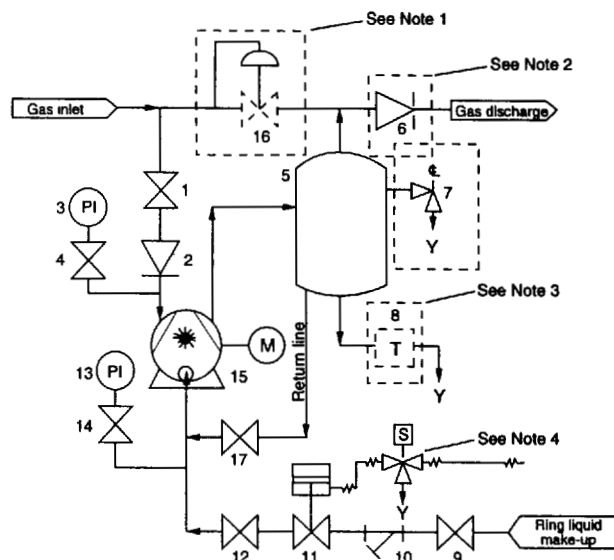 See Note 1
See Note 2
Gas inlet
Gas discharge
16
6
5
7
1
3
PI
4
2
Y
See Note 3
8
T
Y
M
15
Return line
13
PI
14
17
S
See Note 4
Y
12
11
10
9
Ring liquid
make-up